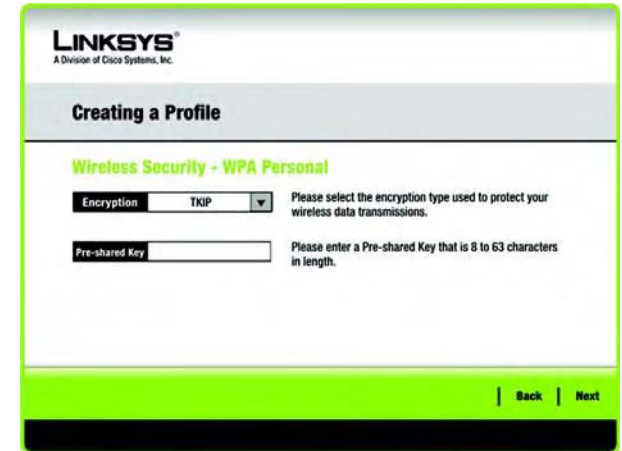 LINKSYS®
A Division of Cisco Systems, Inc.
Creating a Profile
Wireless Security - WPA Personal
Encryption TKIP Please select the encryption type used to protect your
wireless data transmissions.
Pre-shared Key Please enter a Pre-shared Key that is 8 to 63 characters
in length.
Back Next